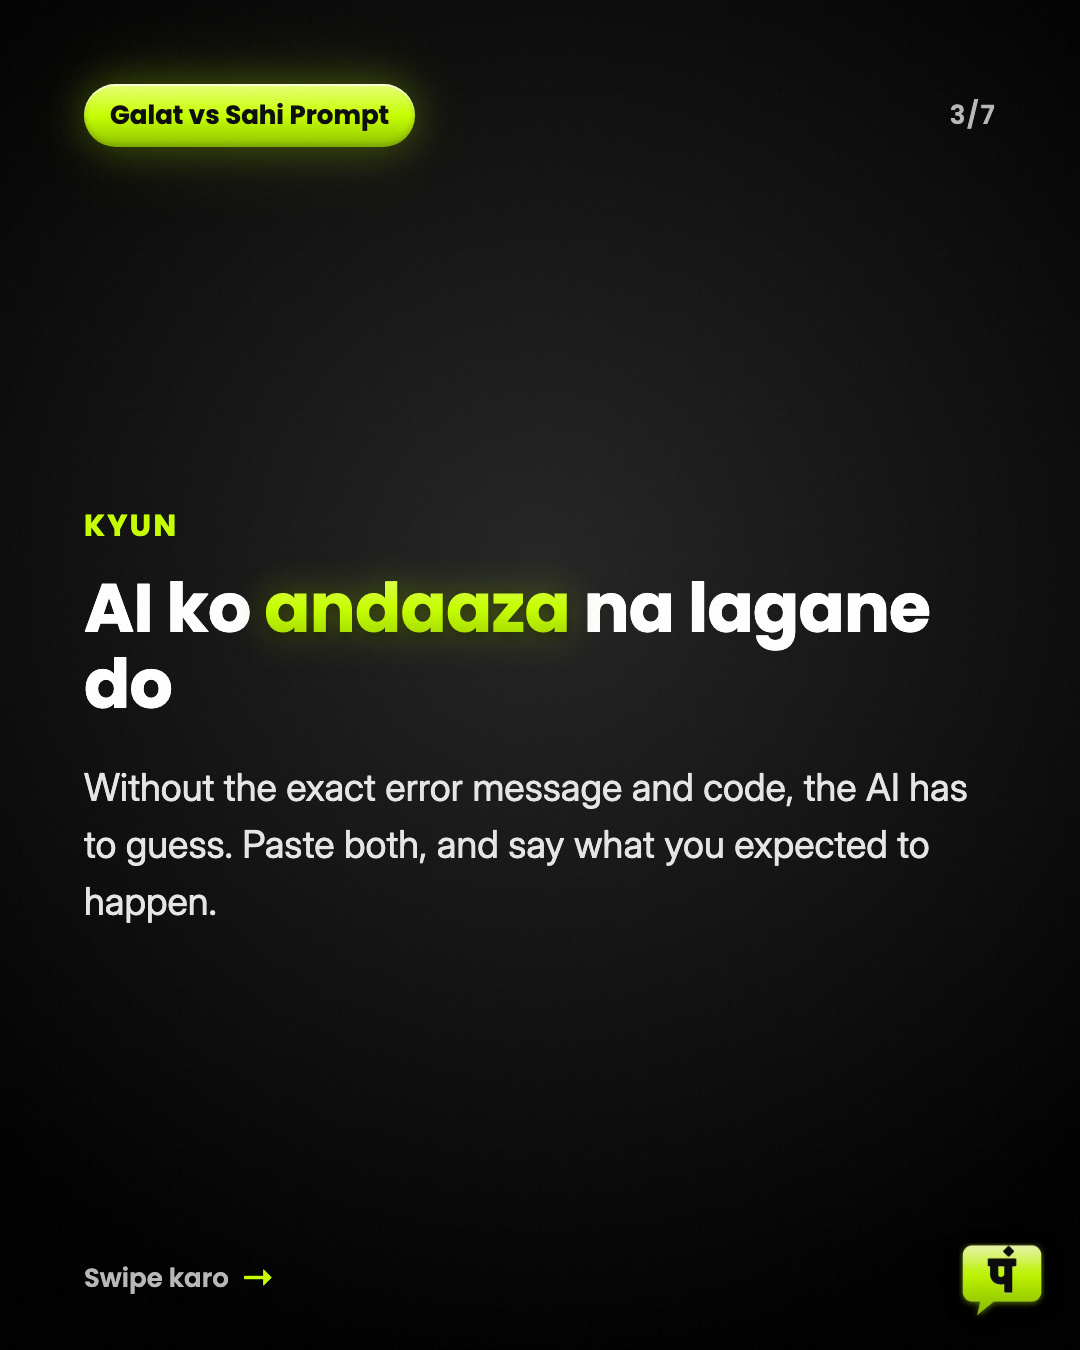 Galat vs Sahi Prompt
3/7
KYUN
AI ko andaaza na lagane
do
Without the exact error message and code, the AI has
to guess. Paste both, and say what you expected to
happen.
Swipe karo →
पं